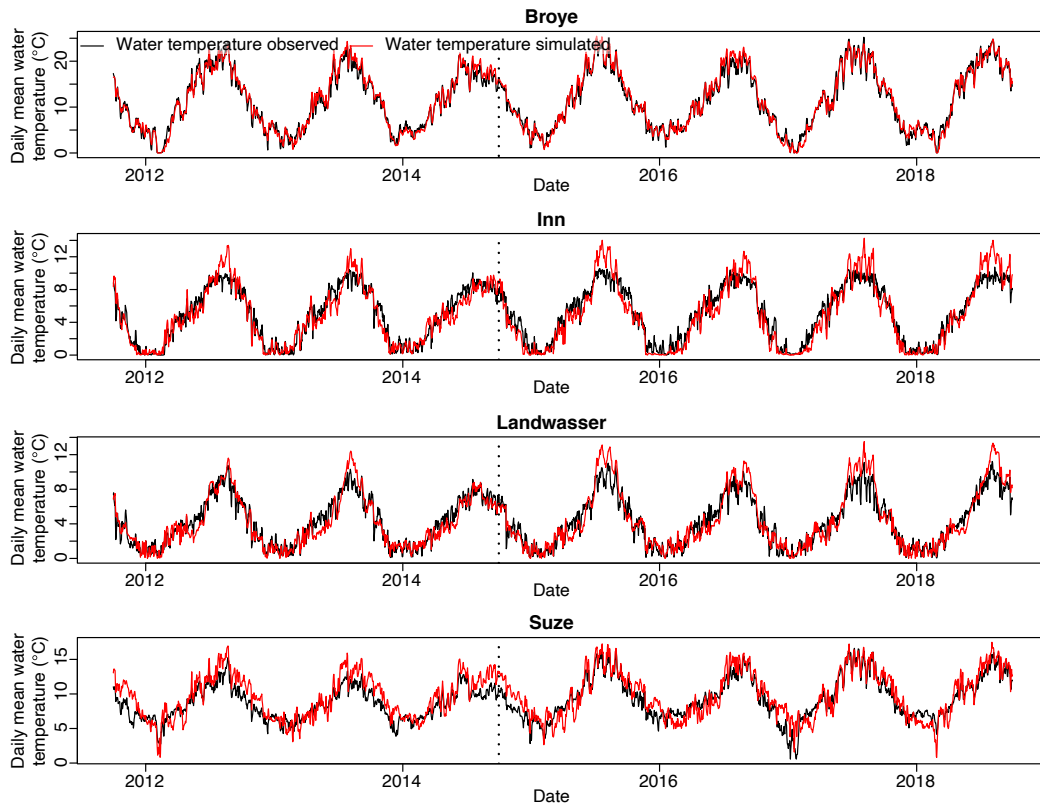 Broye
Water temperature observed
Water temperature simulated
Daily mean water
temperature (°C)
0
10
20
2012
2014
2016
2018
Date
Inn
Daily mean water
temperature (°C)
0
4
8
12
2012
2014
2016
2018
Date
Landwasser
Daily mean water
temperature (°C)
0
4
8
12
2012
2014
2016
2018
Date
Suze
Daily mean water
temperature (°C)
0
5
10
15
2012
2014
2016
2018
Date